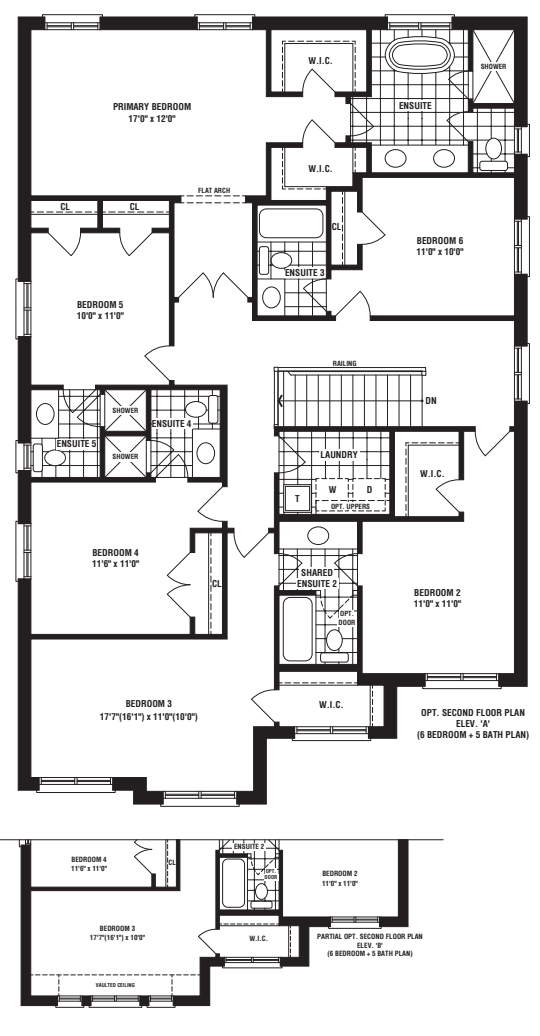 W.I.C.
SHOWER
PRIMARY BEDROOM
17'0" x 12'0"
ENSUITE
W.I.C.
FLAT ARCH
CL
CL
CL
BEDROOM 6
11'0" x 10'0"
ENSUITE 3
BEDROOM 5
10'0" x 11'0"
RAILING
DN
SHOWER
ENSUITE 4
ENSUITE 5
SHOWER
LAUNDRY
W.I.C.
W
D
T
OPT. UPPERS
BEDROOM 4
11'6" x 11'0"
CL
SHARED
ENSUITE 2
BEDROOM 2
11'0" x 11'0"
OPT.
DOOR
BEDROOM 3
17'7"(16'1") x 11'0"(10'0")
W.I.C.
OPT. SECOND FLOOR PLAN
ELEV. 'A'
(6 BEDROOM + 5 BATH PLAN)
ENSUITE 2
BEDROOM 4
11'6" x 11'0"
CL
OPT.
DOOR
BEDROOM 2
11'0" x 11'0"
BEDROOM 3
17'7"(16'1") x 10'0"
W.I.C.
PARTIAL OPT. SECOND FLOOR PLAN
ELEV. 'B'
(6 BEDROOM + 5 BATH PLAN)
VAULTED CEILING